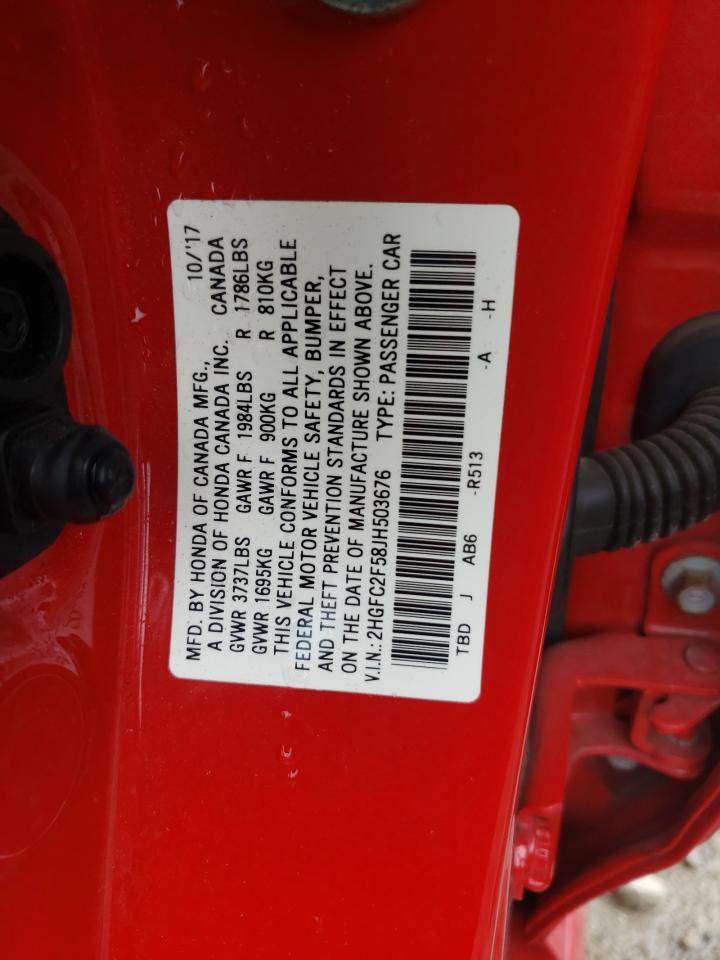 MFD. BY HONDA OF CANADA MFG., 10/'17
A DIVISION OF HONDA CANADA INC. CANADA
GVWR 3737LBS GAWR F 1984LBS R 1786LBS
GVWR 1695KG GAWR F 900KG R 810KG
THIS VEHICLE CONFORMS TO ALL APPLICABLE
FEDERAL MOTOR VEHICLE SAFETY, BUMPER,
AND THEFT PREVENTION STANDARDS IN EFFECT
ON THE DATE OF MANUFACTURE SHOWN ABOVE.
V.I.N.: 2HGFC2F58JH503676 TYPE: PASSENGER CAR
TBD J AB6 -R513 -A -H